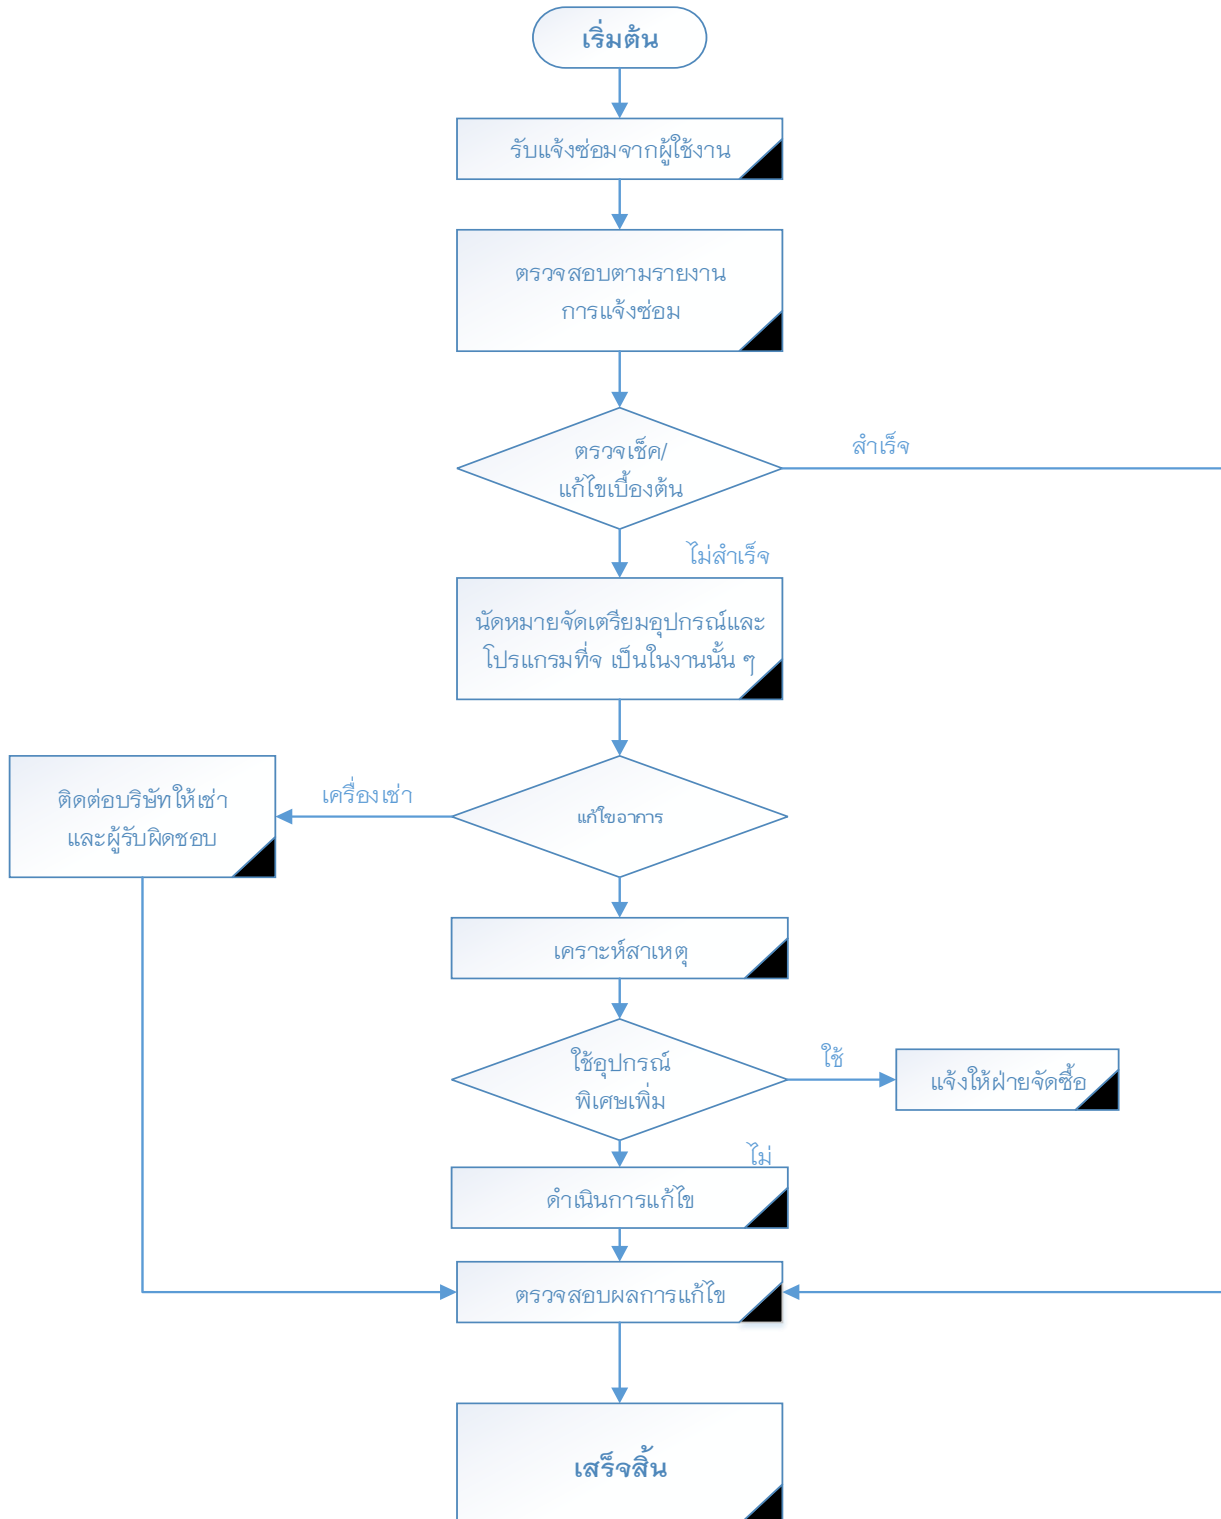 เริ่มต้น
รับแจ้งซ่อมจากผู้ใช้งาน
ตรวจสอบตามรายงาน
การแจ้งซ่อม
ตรวจเช็ค/
แก้ไขเบื้องต้น
สำเร็จ
ไม่สำเร็จ
นัดหมายจัดเตรียมอุปกรณ์และ
โปรแกรมที่จ เป็นในงานนั้น ๆ
แก้ไขอาการ
เครื่องเช่า
ติดต่อบริษัทให้เช่า
และผู้รับผิดชอบ
เคราะห์สาเหตุ
ใช้อุปกรณ์
พิเศษเพิ่ม
ใช้
แจ้งให้ฝ่ายจัดซื้อ
ไม่
ดำเนินการแก้ไข
ตรวจสอบผลการแก้ไข
เสร็จสิ้น